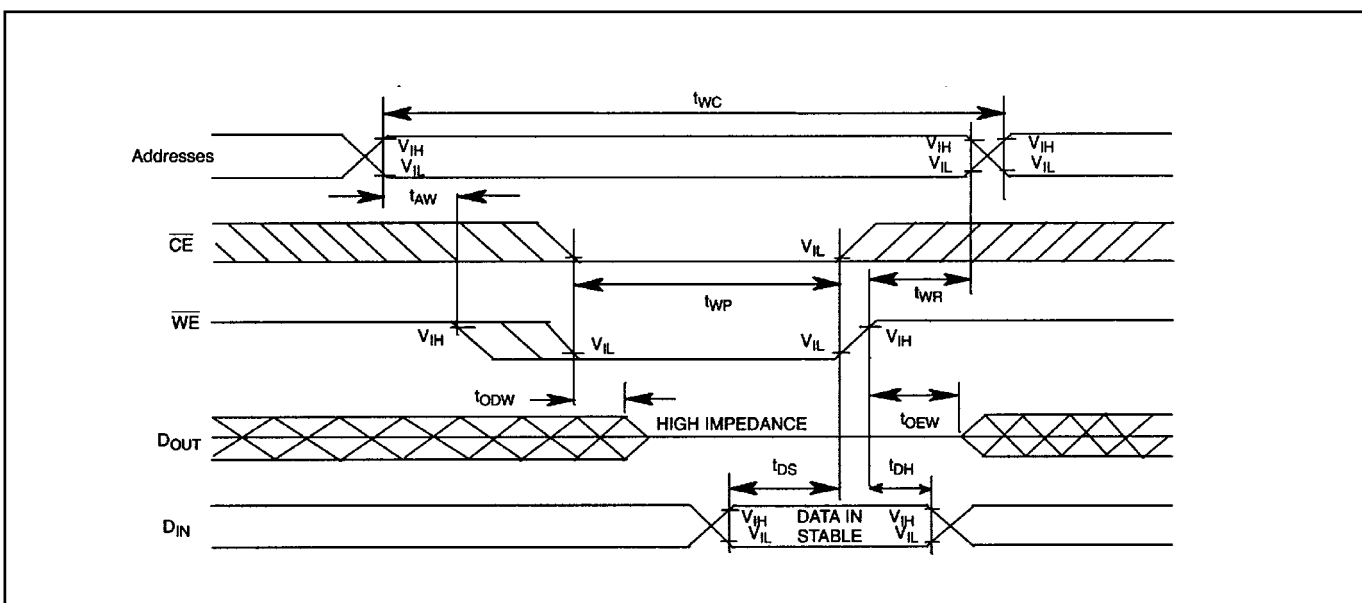 tWC
Addresses
VIH
VIL
VIH
VIL
VIH
VIL
tAW
CE
VIL
tWP
tWR
WE
VIH
VIL
VIL
VIH
tODW
tOEW
DOUT
HIGH IMPEDANCE
tDS
tDH
DIN
VIH
VIL
DATA IN
STABLE
VIH
VIL